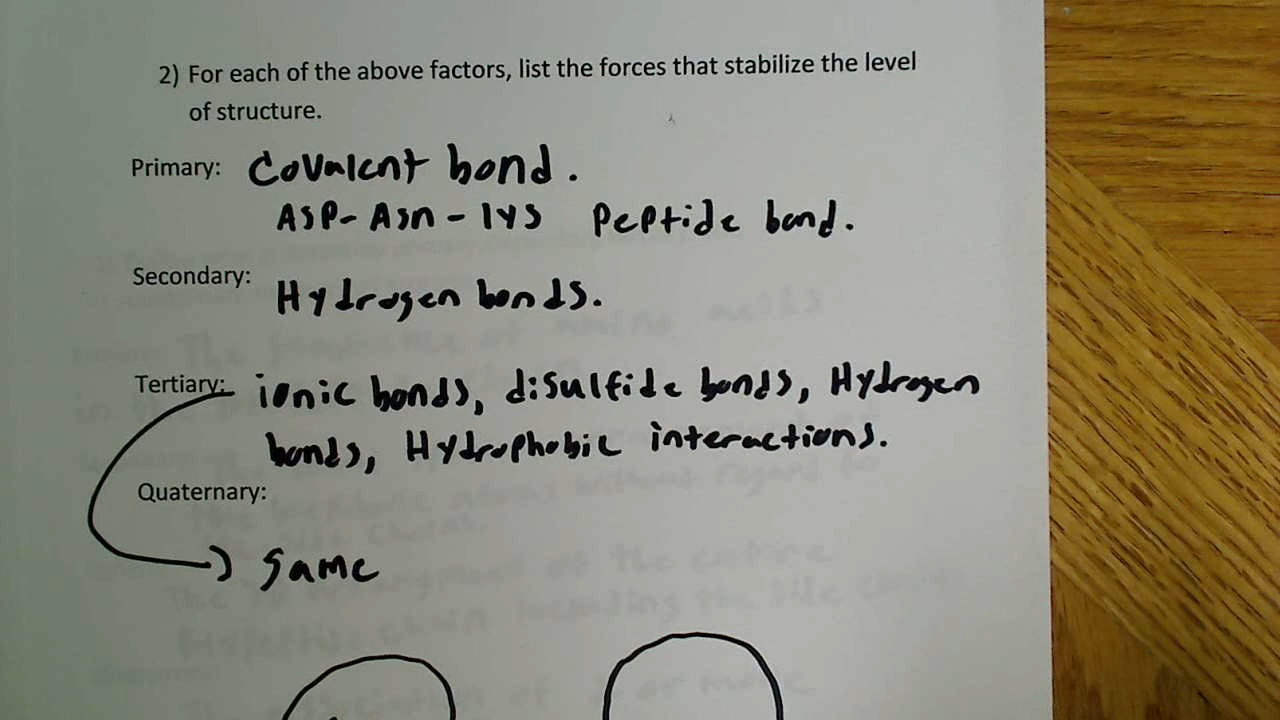 2) For each of the above factors, list the forces that stabilize the level
of structure.
Primary: Covalent bond.
ASP- Asn - lys Peptide bond.
Secondary:
Hydrogen bonds.
Tertiary: ionic bonds, disulfide bonds, Hydrogen
bonds, Hydrophobic interactions.
Quaternary:
Same